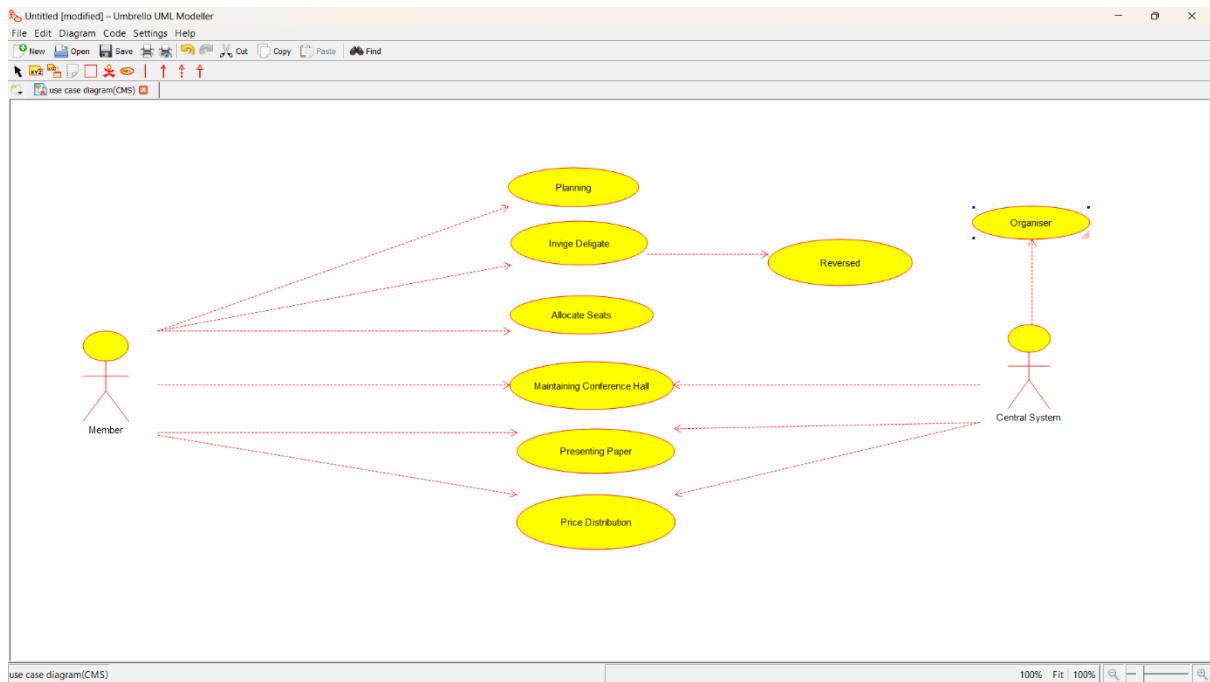 Untitled [modified] – Umbrello UML Modeller
File Edit Diagram Code Settings Help
New Open Save Cut Copy Paste Find
use case diagram(CMS)
Planning
Organiser
Invige Deligate
Reversed
Allocate Seats
Maintaining Conference Hall
Central System
Member
Presenting Paper
Price Distribution
use case diagram(CMS) 100% Fit 100%